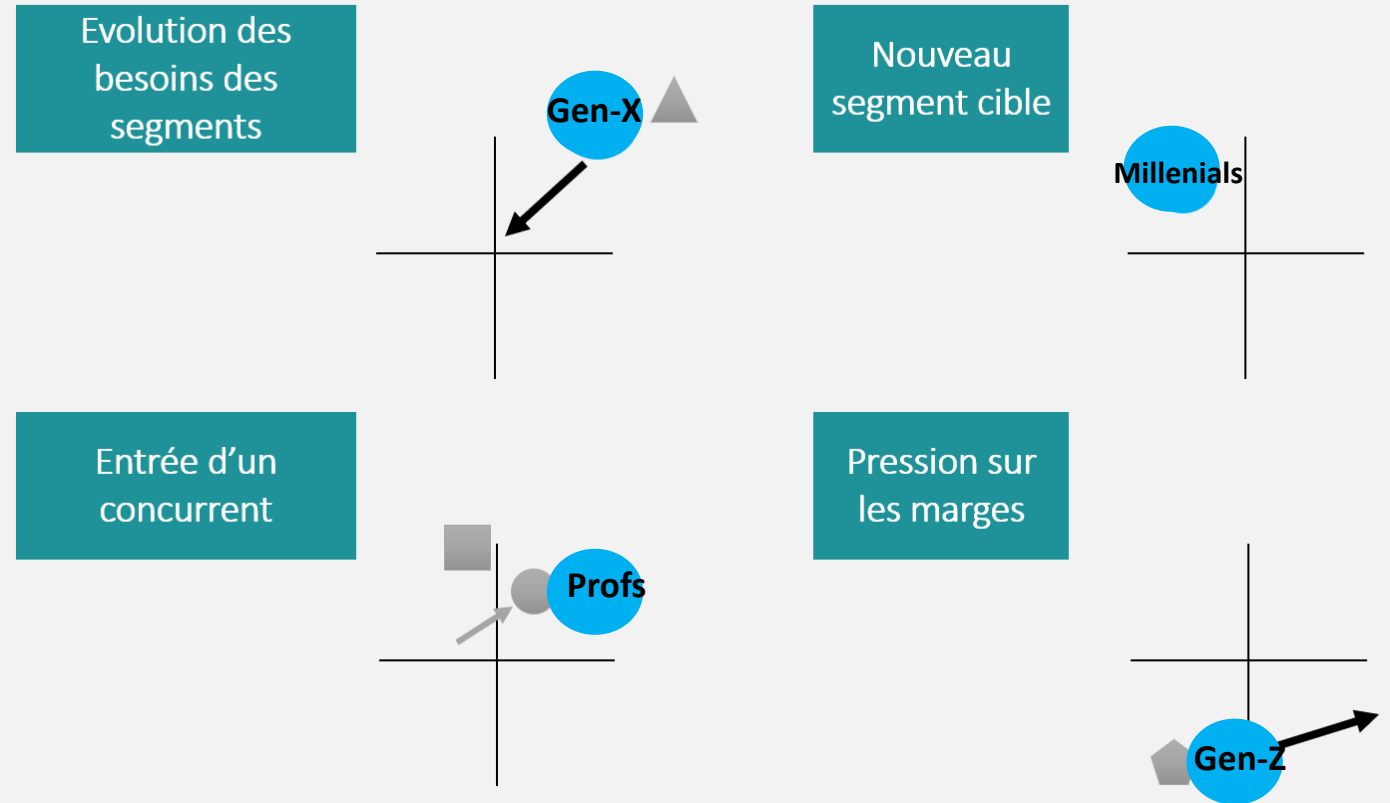 Evolution des
besoins des
segments
Gen-X
Nouveau
segment cible
Millenials
Entrée d’un
concurrent
Profs
Pression sur
les marges
Gen-Z